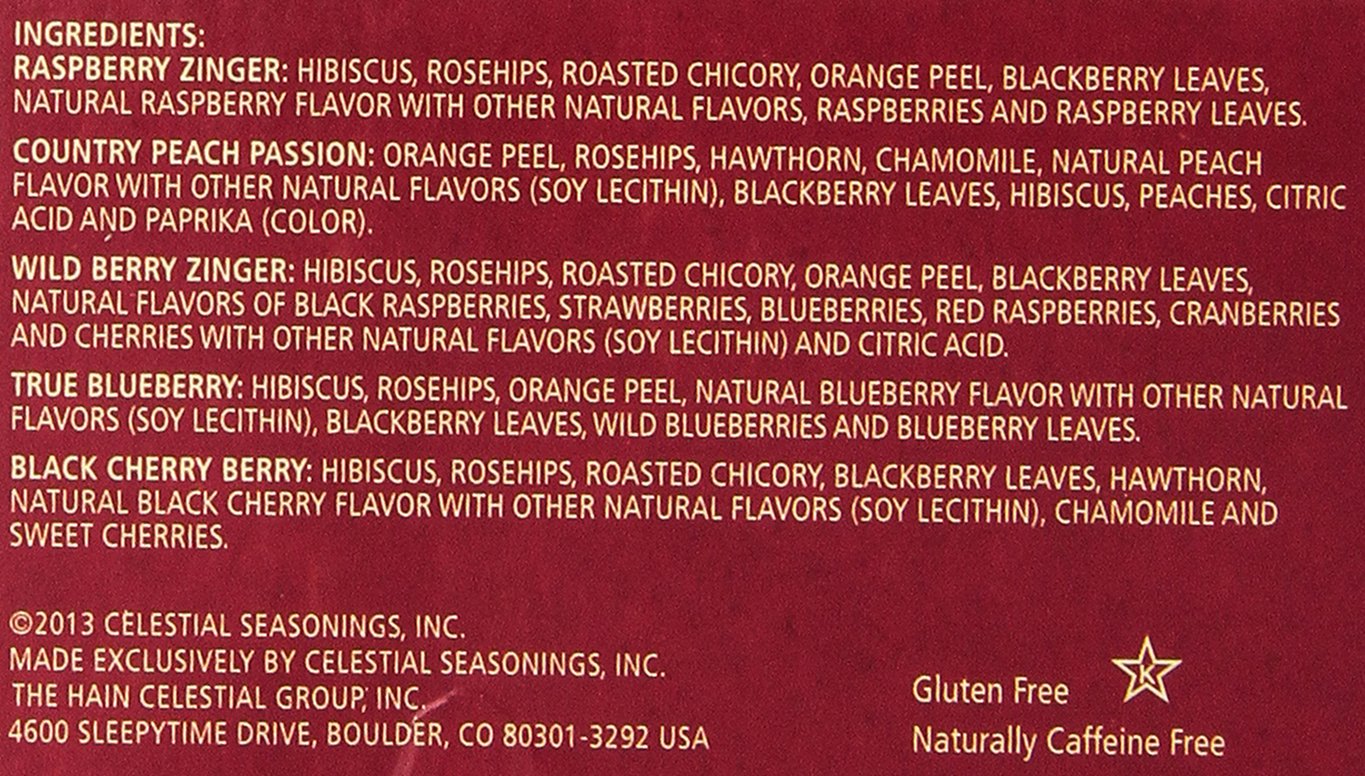 INGREDIENTS:
RASPBERRY ZINGER: HIBISCUS, ROSEHIPS, ROASTED CHICORY, ORANGE PEEL, BLACKBERRY LEAVES,
NATURAL RASPBERRY FLAVOR WITH OTHER NATURAL FLAVORS, RASPBERRIES AND RASPBERRY LEAVES.
COUNTRY PEACH PASSION: ORANGE PEEL, ROSEHIPS, HAWTHORN, CHAMOMILE, NATURAL PEACH
FLAVOR WITH OTHER NATURAL FLAVORS (SOY LECITHIN), BLACKBERRY LEAVES, HIBISCUS, PEACHES, CITRIC
ACID AND PAPRIKA (COLOR).
WILD BERRY ZINGER: HIBISCUS, ROSEHIPS, ROASTED CHICORY, ORANGE PEEL, BLACKBERRY LEAVES,
NATURAL FLAVORS OF BLACK RASPBERRIES, STRAWBERRIES, BLUEBERRIES, RED RASPBERRIES, CRANBERRIES
AND CHERRIES WITH OTHER NATURAL FLAVORS (SOY LECITHIN) AND CITRIC ACID.
TRUE BLUEBERRY: HIBISCUS, ROSEHIPS, ORANGE PEEL, NATURAL BLUEBERRY FLAVOR WITH OTHER NATURAL
FLAVORS (SOY LECITHIN), BLACKBERRY LEAVES, WILD BLUEBERRIES AND BLUEBERRY LEAVES.
BLACK CHERRY BERRY: HIBISCUS, ROSEHIPS, ROASTED CHICORY, BLACKBERRY LEAVES, HAWTHORN,
NATURAL BLACK CHERRY FLAVOR WITH OTHER NATURAL FLAVORS (SOY LECITHIN), CHAMOMILE AND
SWEET CHERRIES.
©2013 CELESTIAL SEASONINGS, INC.
MADE EXCLUSIVELY BY CELESTIAL SEASONINGS, INC.
THE HAIN CELESTIAL GROUP, INC.
4600 SLEEPYTIME DRIVE, BOULDER, CO 80301-3292 USA
Gluten Free
K
Naturally Caffeine Free